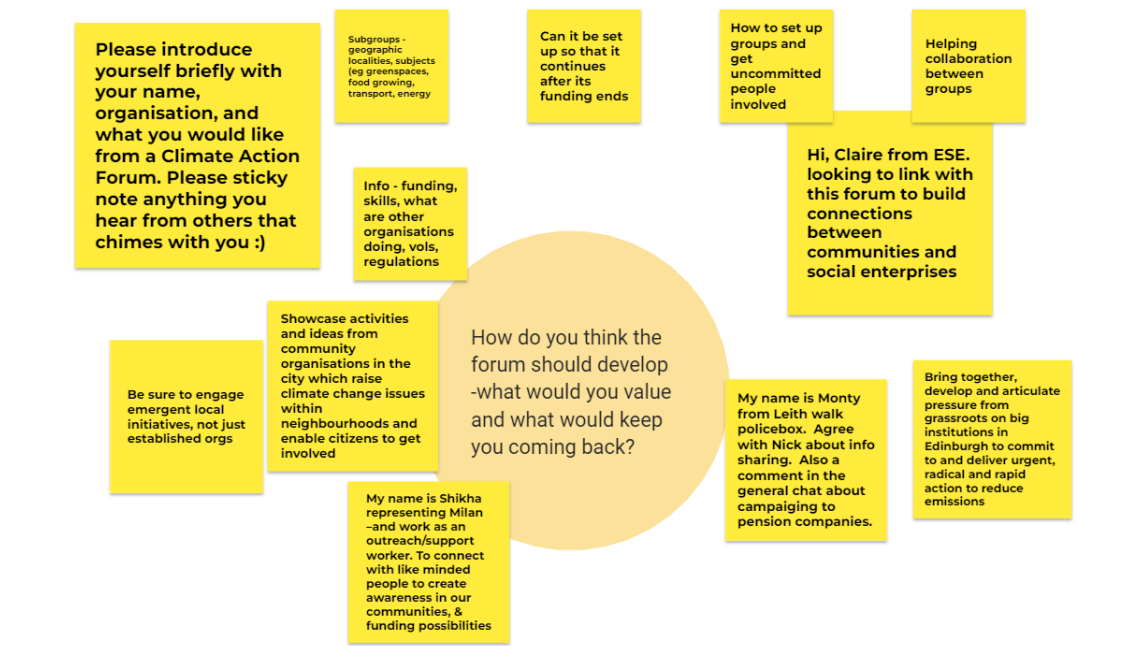 Please introduce
yourself briefly with
your name,
organisation, and
what you would like
from a Climate Action
Forum. Please sticky
note anything you
hear from others that
chimes with you :)
Subgroups -
geographic
localities, subjects
(eg greenspaces,
food growing,
transport, energy
Can it be set
up so that it
continues
after its
funding ends
How to set up
groups and
get
uncommitted
people
involved
Helping
collaboration
between
groups
Hi, Claire from ESE.
looking to link with
this forum to build
connections
between
communities and
social enterprises
Info - funding,
skills, what
are other
organisations
doing, vols,
regulations
Showcase activities
and ideas from
community
organisations in the
city which raise
climate change issues
within
neighbourhoods and
enable citizens to get
involved
How do you think the
forum should develop
-what would you value
and what would keep
you coming back?
Be sure to engage
emergent local
initiatives, not just
established orgs
My name is Monty
from Leith walk
policebox. Agree
with Nick about info
sharing. Also a
comment in the
general chat about
campaiging to
pension companies.
Bring together,
develop and articulate
pressure from
grassroots on big
institutions in
Edinburgh to commit
to and deliver urgent,
radical and rapid
action to reduce
emissions
My name is Shikha
representing Milan
–and work as an
outreach/support
worker. To connect
with like minded
people to create
awareness in our
communities, &
funding possibilities